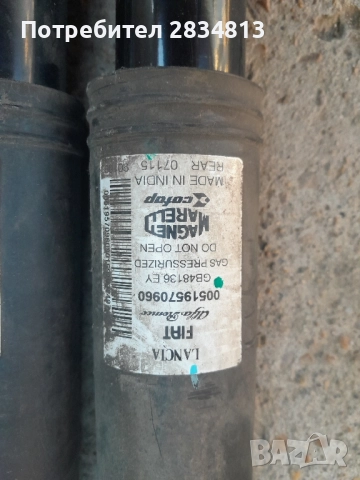 Потребител 2834813
LANCIA
FIAT
Alfa Romeo
00519570960
GB48136 EY
GAS PRESSURIZED
DO NOT OPEN
MAGNETI
MARELLI
cofap
MADE IN INDIA
REAR 07115
BAZAR